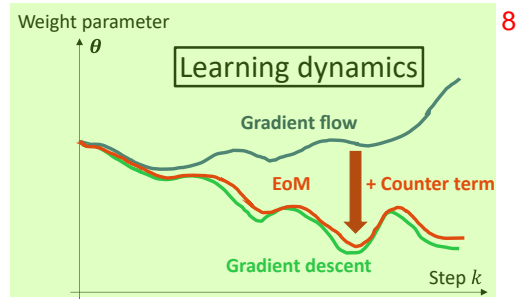 Weight parameter
8
θ
Learning dynamics
Gradient flow
EoM
+ Counter term
Gradient descent
Step k